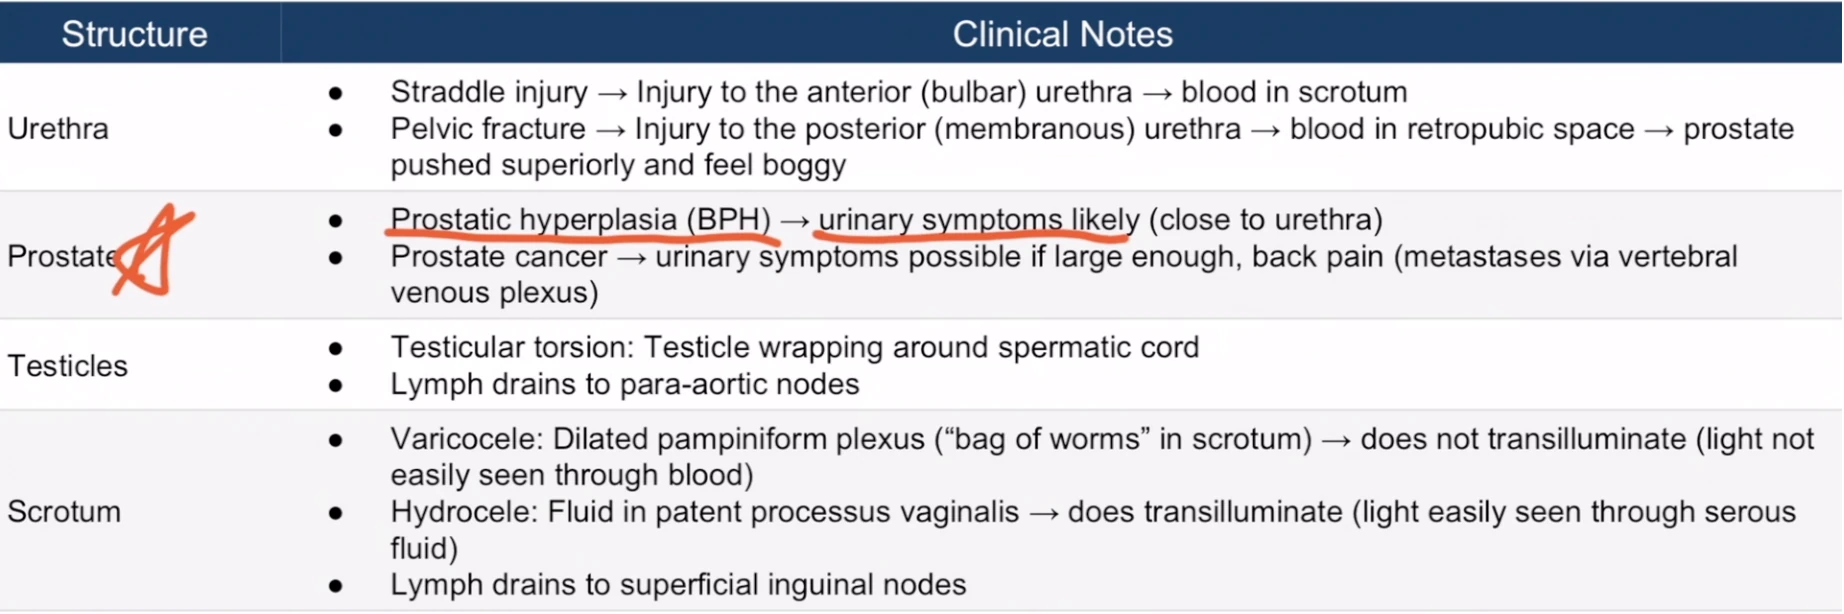 Structure Clinical Notes
Urethra
● Straddle injury → Injury to the anterior (bulbar) urethra → blood in scrotum
● Pelvic fracture → Injury to the posterior (membranous) urethra → blood in retropubic space → prostate
pushed superiorly and feel boggy
Prostate
● Prostatic hyperplasia (BPH) → urinary symptoms likely (close to urethra)
● Prostate cancer → urinary symptoms possible if large enough, back pain (metastases via vertebral
venous plexus)
Testicles
● Testicular torsion: Testicle wrapping around spermatic cord
● Lymph drains to para-aortic nodes
Scrotum
● Varicocele: Dilated pampiniform plexus (“bag of worms” in scrotum) → does not transilluminate (light not
easily seen through blood)
● Hydrocele: Fluid in patent processus vaginalis → does transilluminate (light easily seen through serous
fluid)
● Lymph drains to superficial inguinal nodes